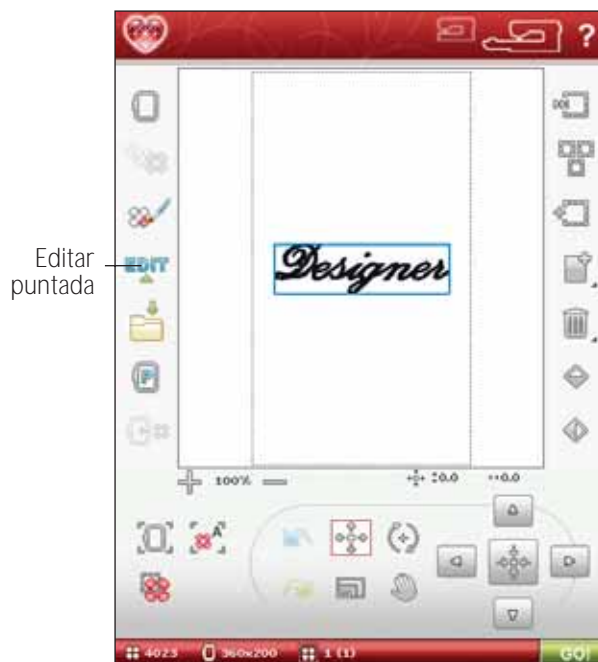 ?
Editar
puntada
EDIT
Designer
P
100%
0.0
0.0
A
4023
360x200
1 (1)
GO!